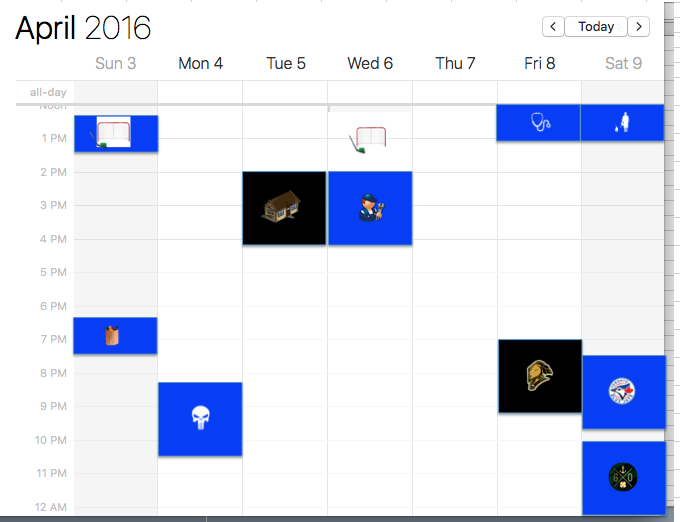 April 2016
Today
Sun 3 Mon 4 Tue 5 Wed 6 Thu 7 Fri 8 Sat 9
all-day
Noon
1 PM
2 PM
3 PM
4 PM
5 PM
6 PM
7 PM
8 PM
9 PM
G O
10 PM
11 PM
12 AM